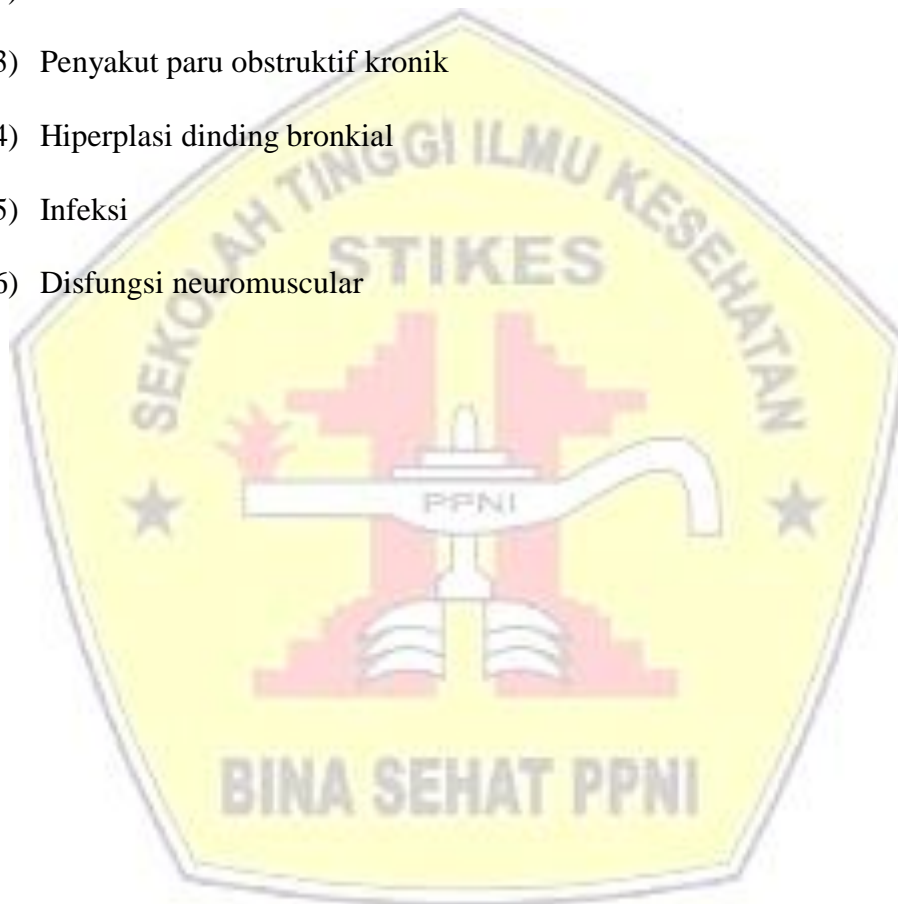 3) Penyakut paru obstruktif kronik
4) Hiperplasi dinding bronkial
5) Infeksi
6) Disfungsi neuromuscular
SEKOLAH TINGGI ILMU KESEHATAN
STIKES
PPNI
BINA SEHAT PPNI